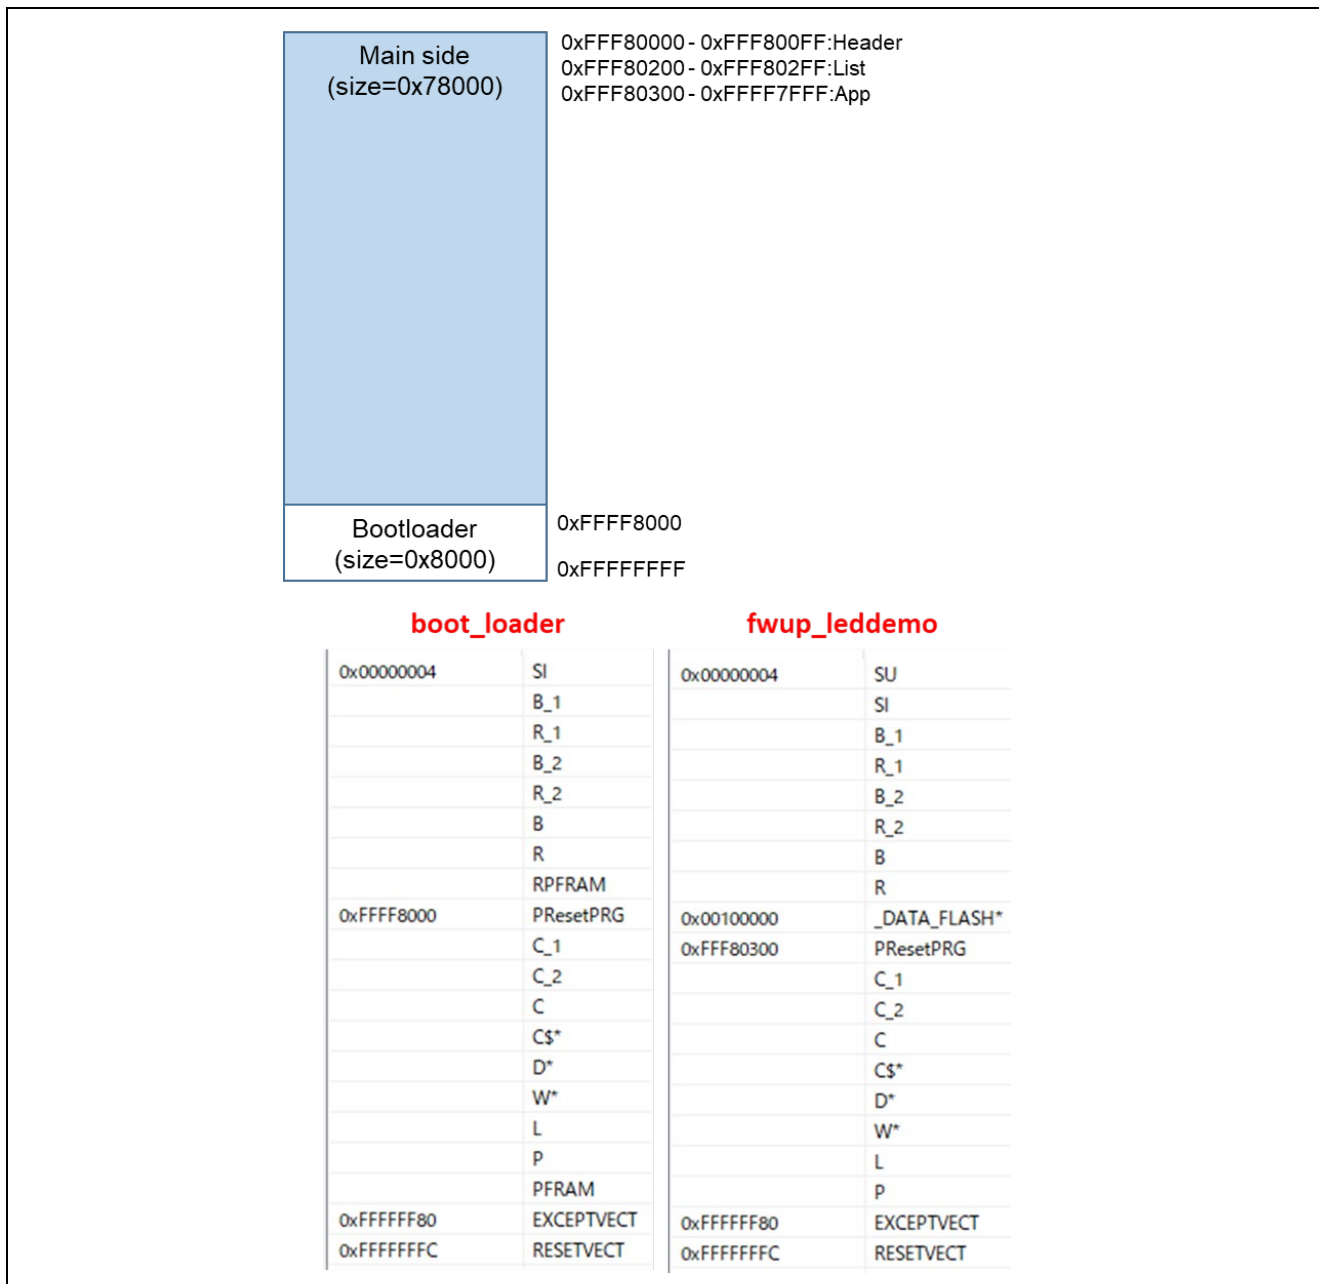 Main side
(size=0x78000)
0xFFF80000 - 0xFFF800FF:Header
0xFFF80200 - 0xFFF802FF:List
0xFFF80300 - 0xFFFF7FFF:App
Bootloader
(size=0x8000)
0xFFFF8000
0xFFFFFFFF
boot_loader
0x00000004 SI
B_1
R_1
B_2
R_2
B
R
RPFRAM
0xFFFF8000 PResetPRG
C_1
C_2
C
C$*
D*
W*
L
P
PFRAM
0xFFFFFF80 EXCEPTVECT
0xFFFFFFFC RESETVECT
fwup_leddemo
0x00000004 SU
SI
B_1
R_1
B_2
R_2
B
R
0x00100000 _DATA_FLASH*
0xFFF80300 PResetPRG
C_1
C_2
C
C$*
D*
W*
L
P
0xFFFFFF80 EXCEPTVECT
0xFFFFFFFC RESETVECT